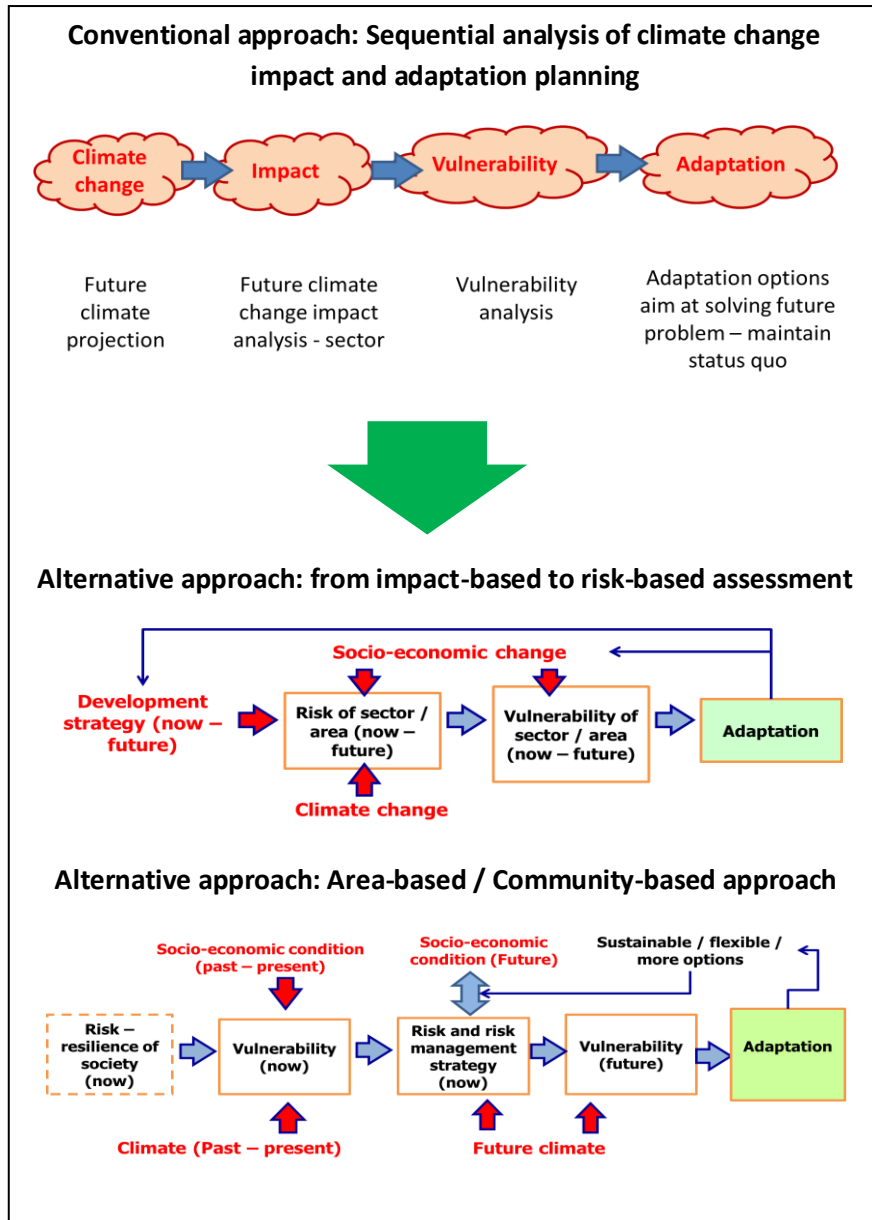 Conventional approach: Sequential analysis of climate change
impact and adaptation planning
Climate
change
Impact
Vulnerability
Adaptation
Future
climate
projection
Future climate
change impact
analysis - sector
Vulnerability
analysis
Adaptation options
aim at solving future
problem – maintain
status quo
Alternative approach: from impact-based to risk-based assessment
Socio-economic change
Development
strategy (now –
future)
Risk of sector /
area (now –
future)
Vulnerability of
sector / area
(now – future)
Adaptation
Climate change
Alternative approach: Area-based / Community-based approach
Socio-economic condition
(past – present)
Socio-economic
condition (Future)
Sustainable / flexible /
more options
Risk –
resilience of
society
(now)
Vulnerability
(now)
Risk and risk
management
strategy
(now)
Vulnerability
(future)
Adaptation
Climate (Past – present)
Future climate